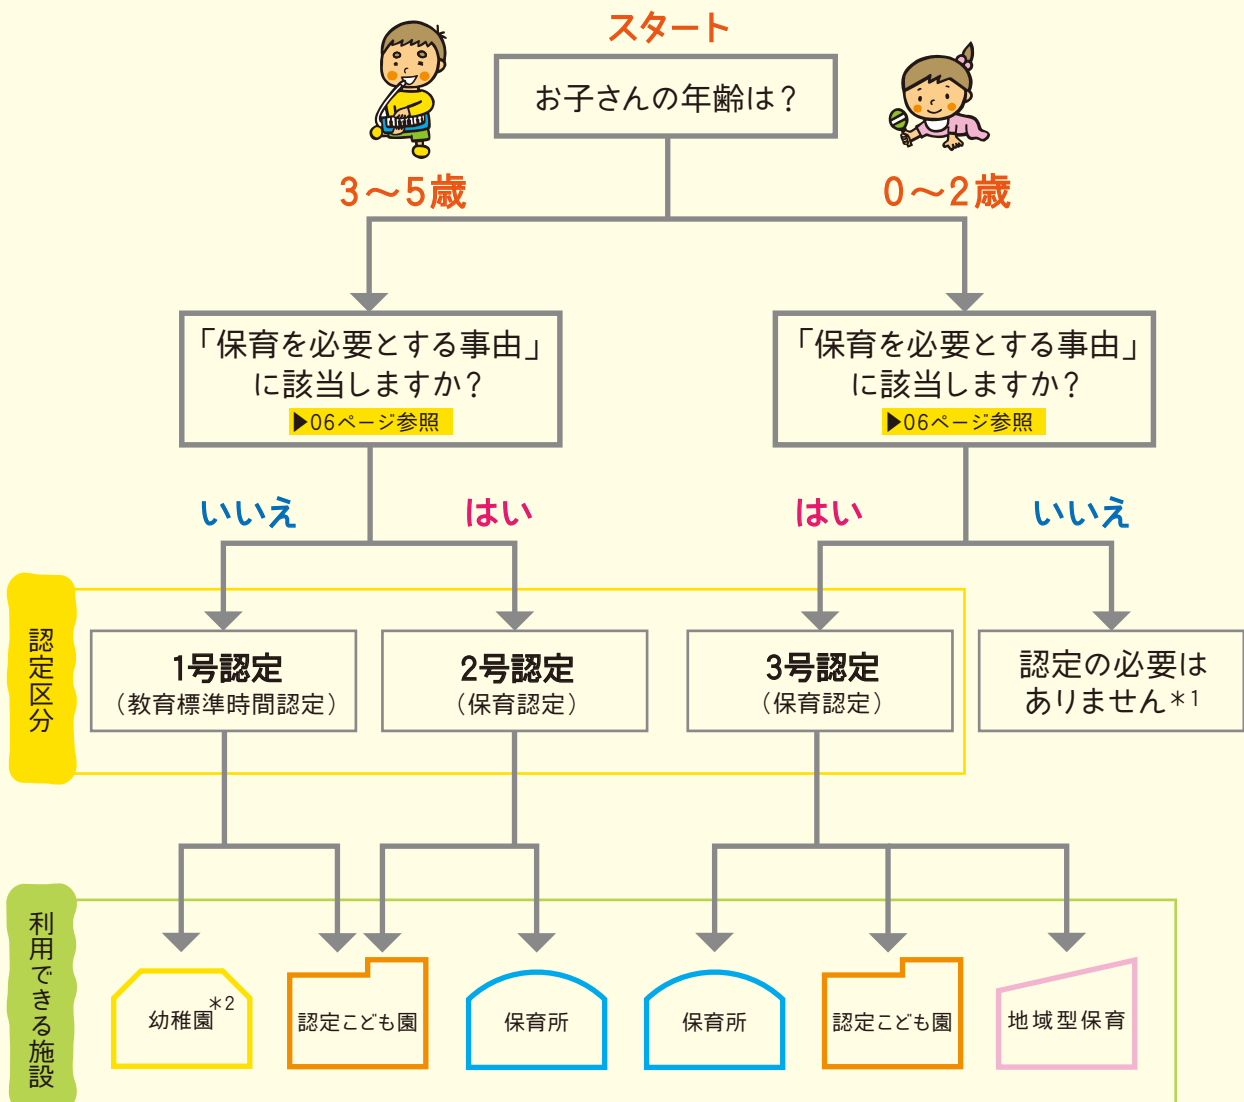 スタート
お子さんの年齢は？
3〜5歳
0〜2歳
「保育を必要とする事由」
に該当しますか？
▶06ページ参照
「保育を必要とする事由」
に該当しますか？
▶06ページ参照
いいえ
はい
はい
いいえ
認定区分
1号認定
（教育標準時間認定）
2号認定
（保育認定）
3号認定
（保育認定）
認定の必要は
ありません＊1
利用できる施設
幼稚園＊2
認定こども園
保育所
保育所
認定こども園
地域型保育